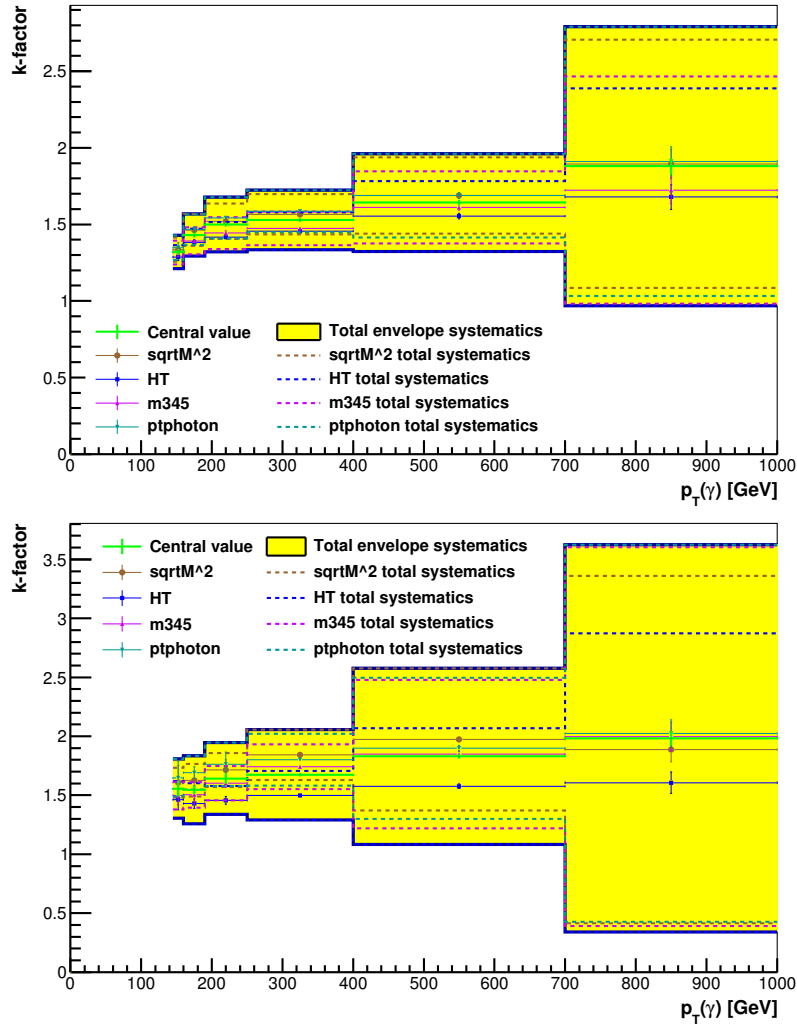 k-factor
2.5
2
1.5
1
0.5
0
Central value
sqrtM^2
HT
m345
ptphoton
Total envelope systematics
sqrtM^2 total systematics
HT total systematics
m345 total systematics
ptphoton total systematics
0 100 200 300 400 500 600 700 800 900 1000
p_T(γ) [GeV]
k-factor
3.5
3
2.5
2
1.5
1
0.5
0
Central value
sqrtM^2
HT
m345
ptphoton
Total envelope systematics
sqrtM^2 total systematics
HT total systematics
m345 total systematics
ptphoton total systematics
0 100 200 300 400 500 600 700 800 900 1000
p_T(γ) [GeV]